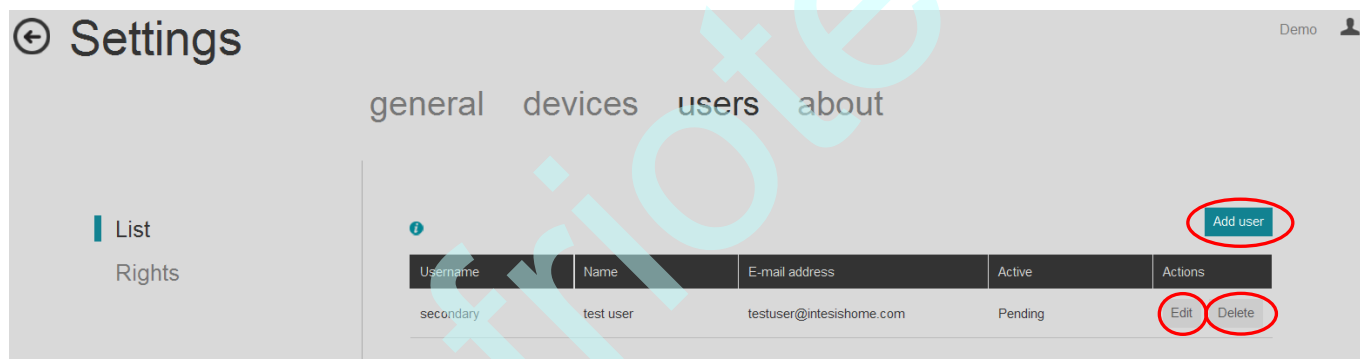 Settings
Demo
general devices users about
List
Rights
Add user
Username Name E-mail address Active Actions
secondary test user testuser@intesishome.com Pending Edit Delete
friote